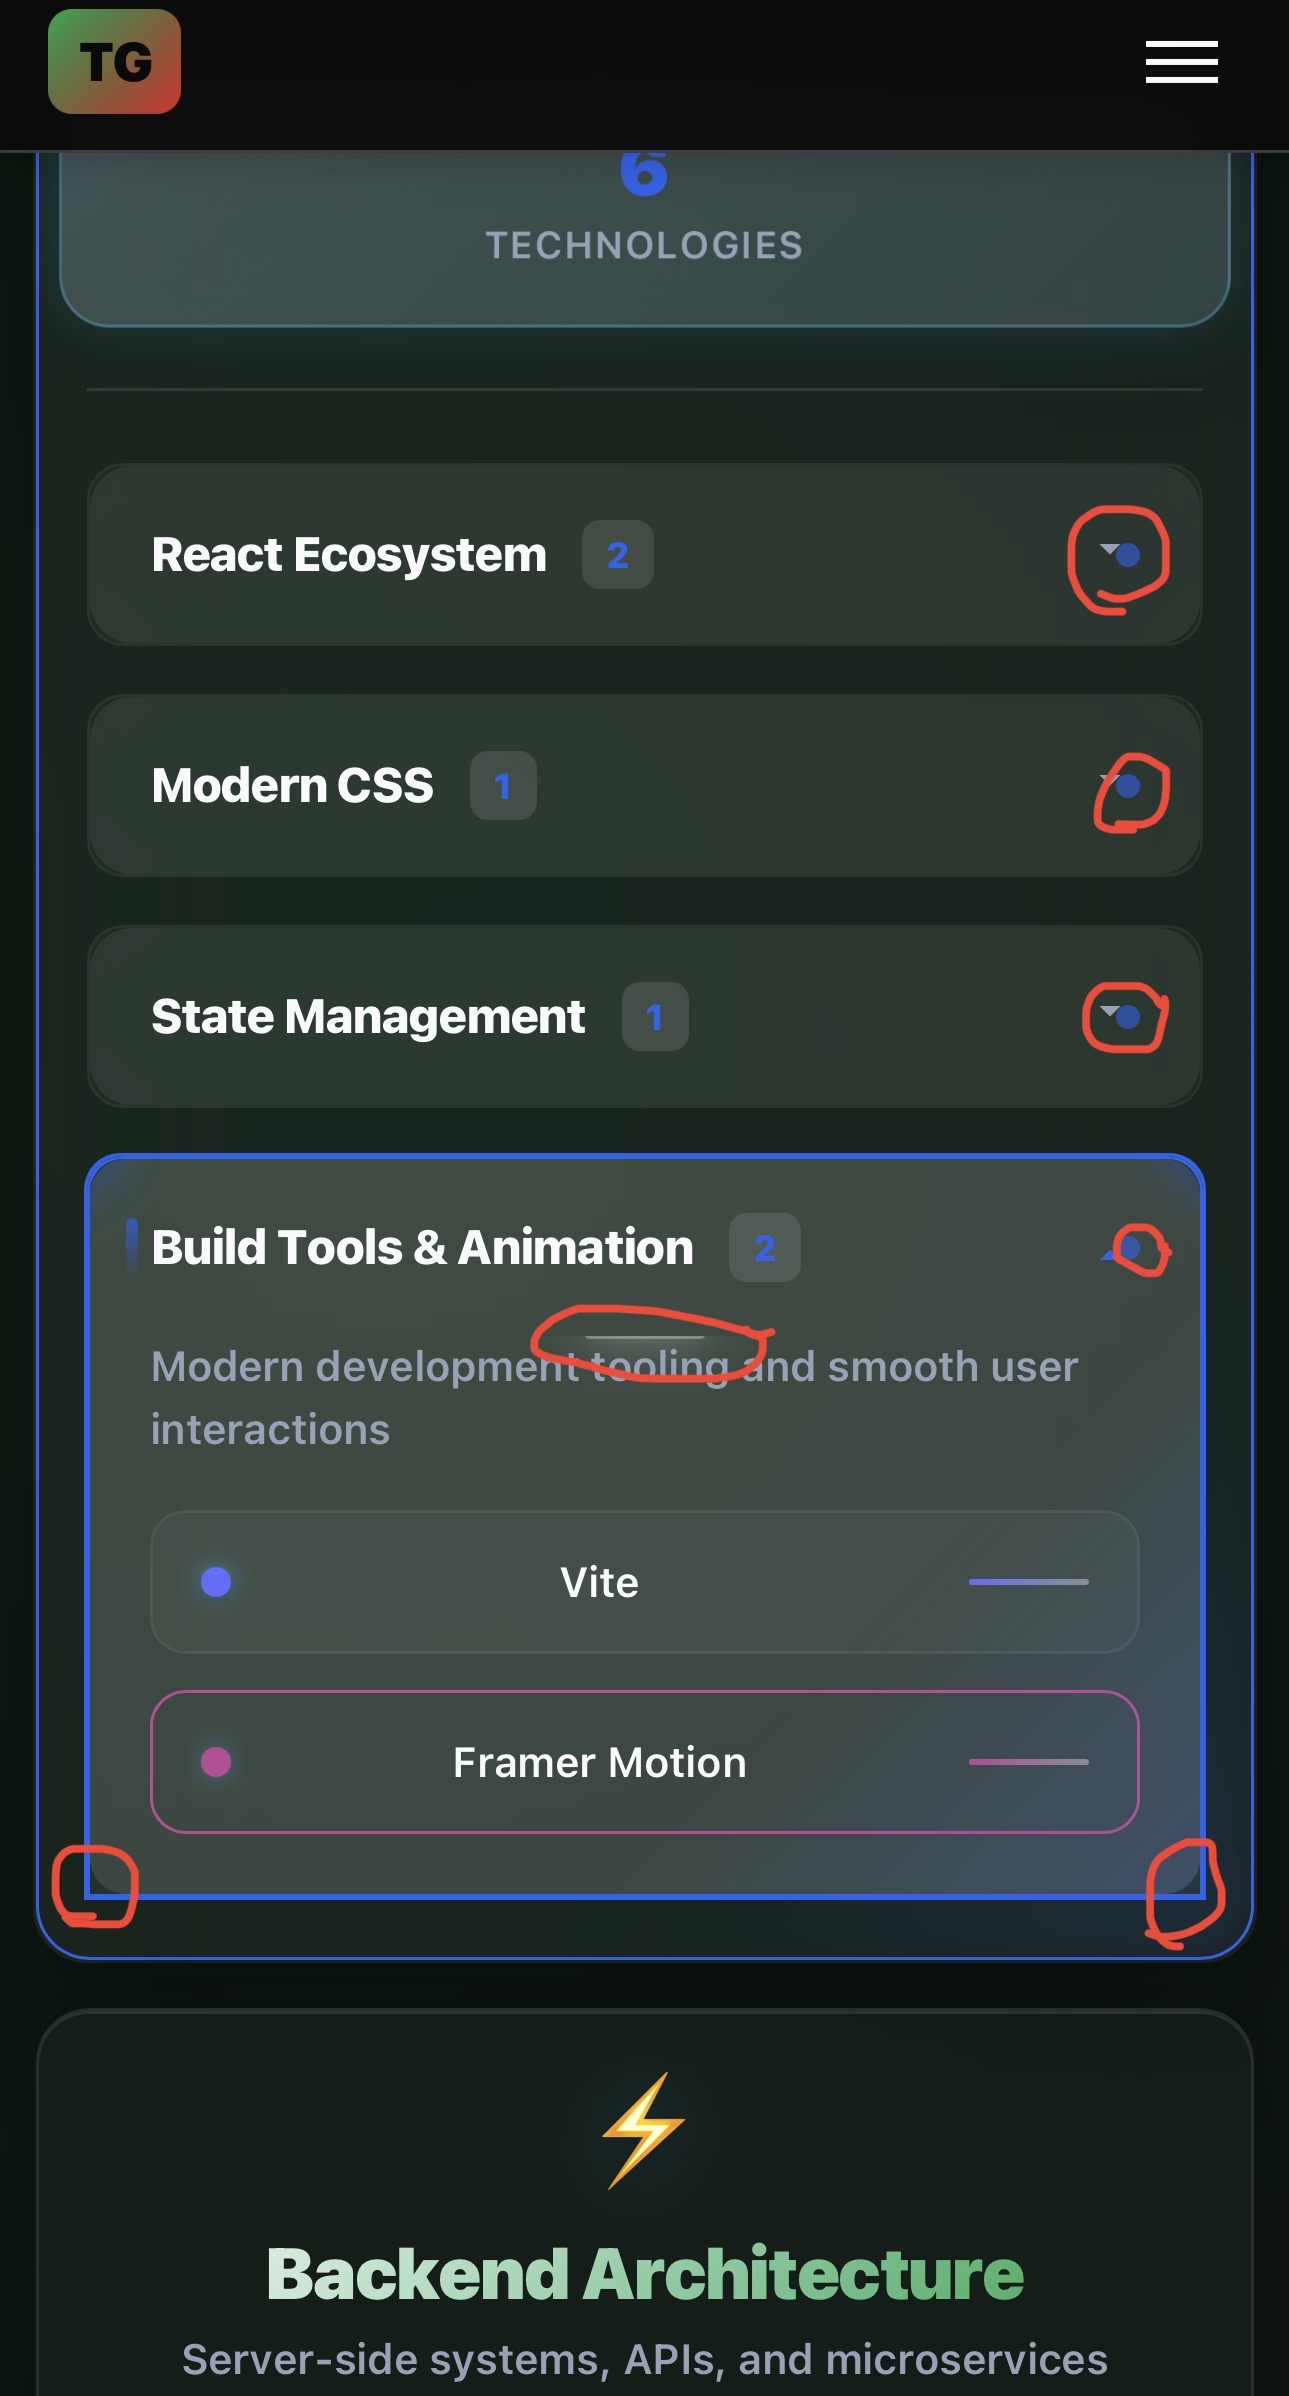 TG
6
TECHNOLOGIES
React Ecosystem 2
Modern CSS 1
State Management 1
Build Tools & Animation 2
Modern development tooling and smooth user
interactions
Vite
Framer Motion
Backend Architecture
Server-side systems, APIs, and microservices